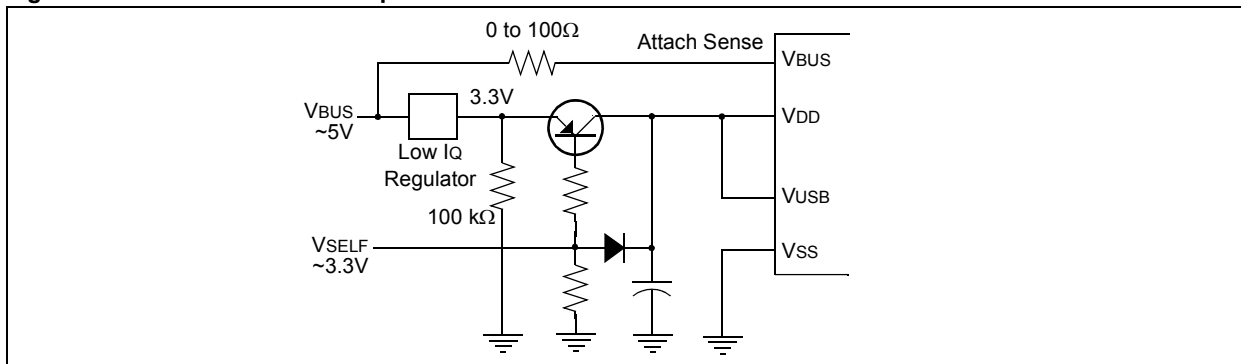 0 to 100Ω
Attach Sense
VBUS
VBUS
~5V
3.3V
VDD
Low IQ
Regulator
100 kΩ
VUSB
VSELF
~3.3V
VSS